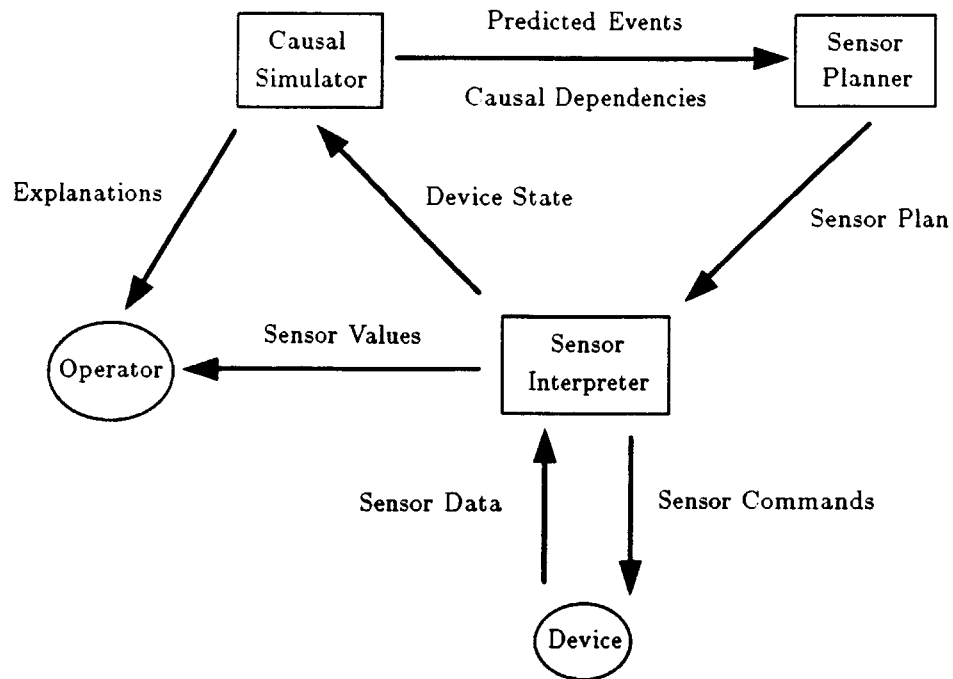 Causal
Simulator
Predicted Events
Causal Dependencies
Sensor
Planner
Explanations
Device State
Sensor Plan
Operator
Sensor Values
Sensor
Interpreter
Sensor Data
Sensor Commands
Device